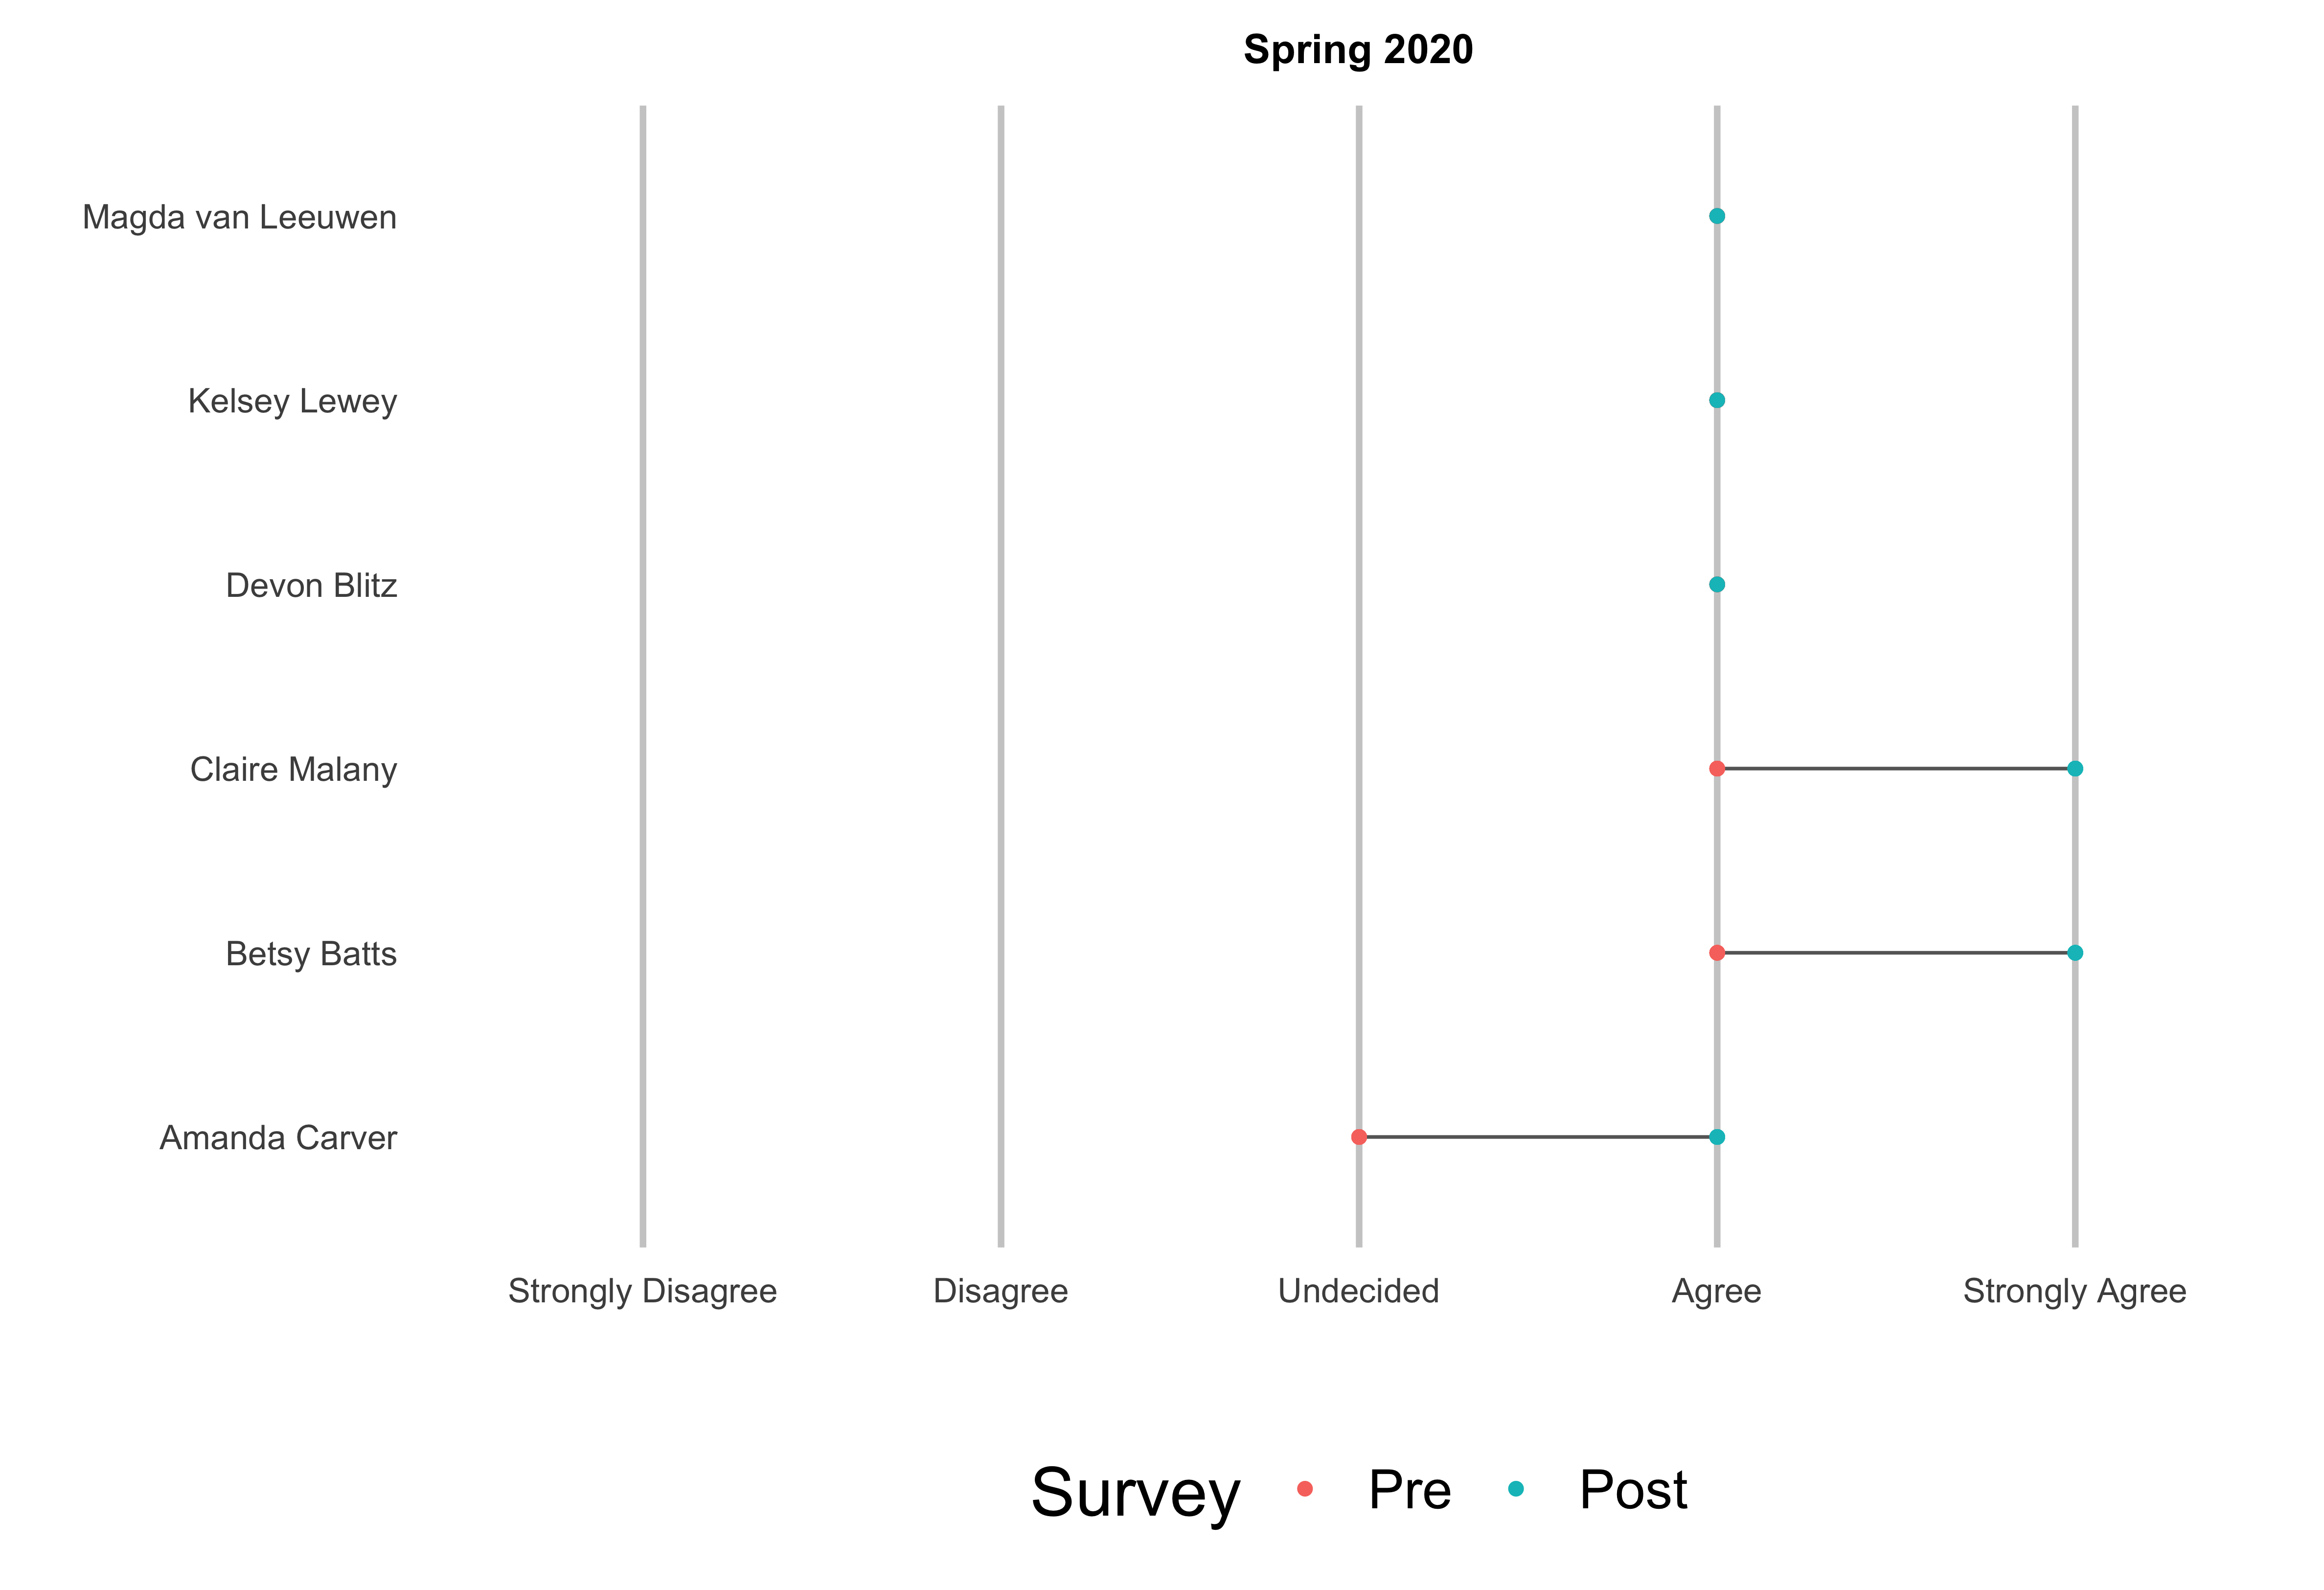 Spring 2020
Magda van Leeuwen
Kelsey Lewey
Devon Blitz
Claire Malany
Betsy Batts
Amanda Carver
Strongly Disagree Disagree Undecided Agree Strongly Agree
Survey Pre Post